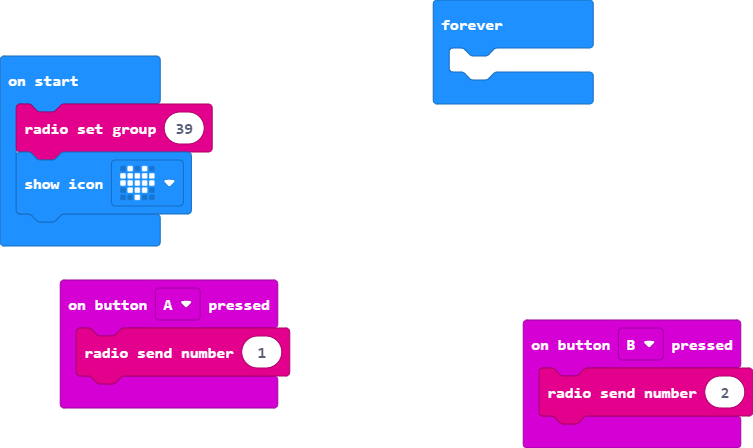 forever
on start
radio set group 39
show icon
on button A pressed
radio send number 1
on button B pressed
radio send number 2